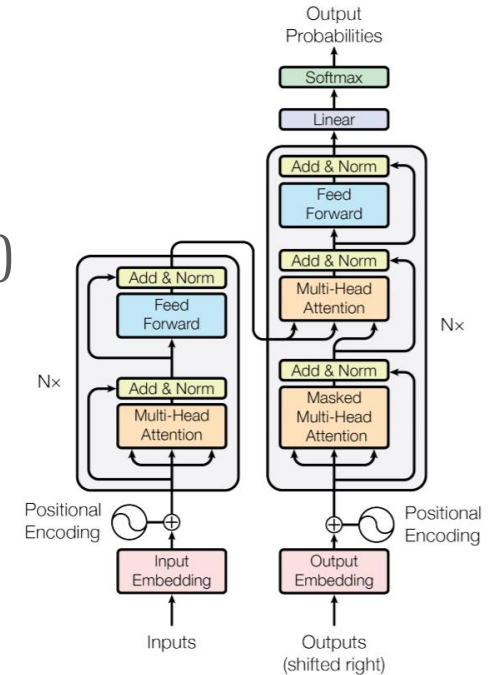 Output
Probabilities
Softmax
Linear
Add & Norm
Feed
Forward
Add & Norm
Multi-Head
Attention
Add & Norm
Masked
Multi-Head
Attention
Nx
Positional
Encoding
Output
Embedding
Outputs
(shifted right)
Add & Norm
Feed
Forward
Add & Norm
Multi-Head
Attention
Nx
Positional
Encoding
Input
Embedding
Inputs